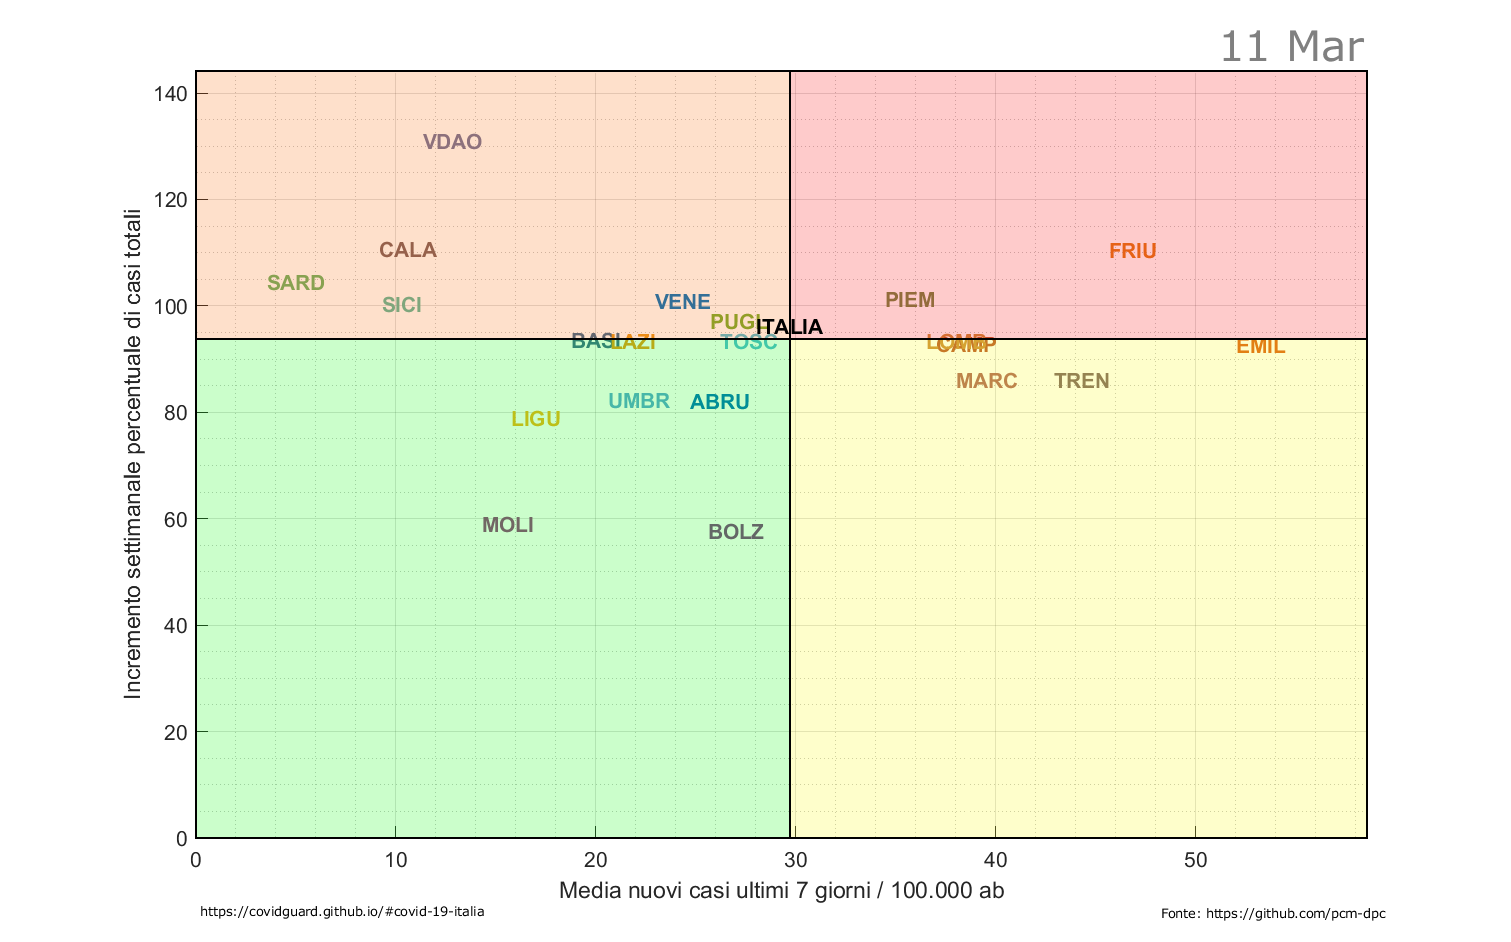 11 Mar
140
120
100
80
60
40
20
0
Incremento settimanale percentuale di casi totali
VDAO
CALA
FRIU
SARD
SICI
VENE
PIEM
PUGL
ITALIA
BASI
LAZI
TOSC
LOMB
CAMP
EMIL
MARC
TREN
UMBR
ABRU
LIGU
MOLI
BOLZ
0 10 20 30 40 50
Media nuovi casi ultimi 7 giorni / 100.000 ab
https://covidguard.github.io/#covid-19-italia
Fonte: https://github.com/pcm-dpc